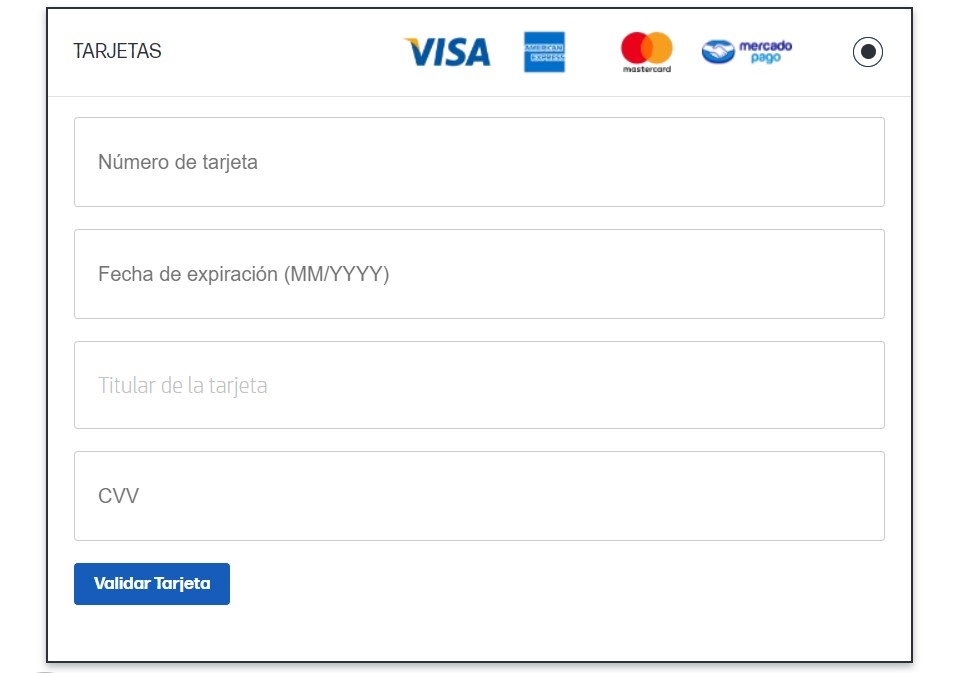 TARJETAS
VISA
AMERICAN
EXPRESS
mastercard
mercado
pago
Número de tarjeta
Fecha de expiración (MM/YYYY)
Titular de la tarjeta
CVV
Validar Tarjeta